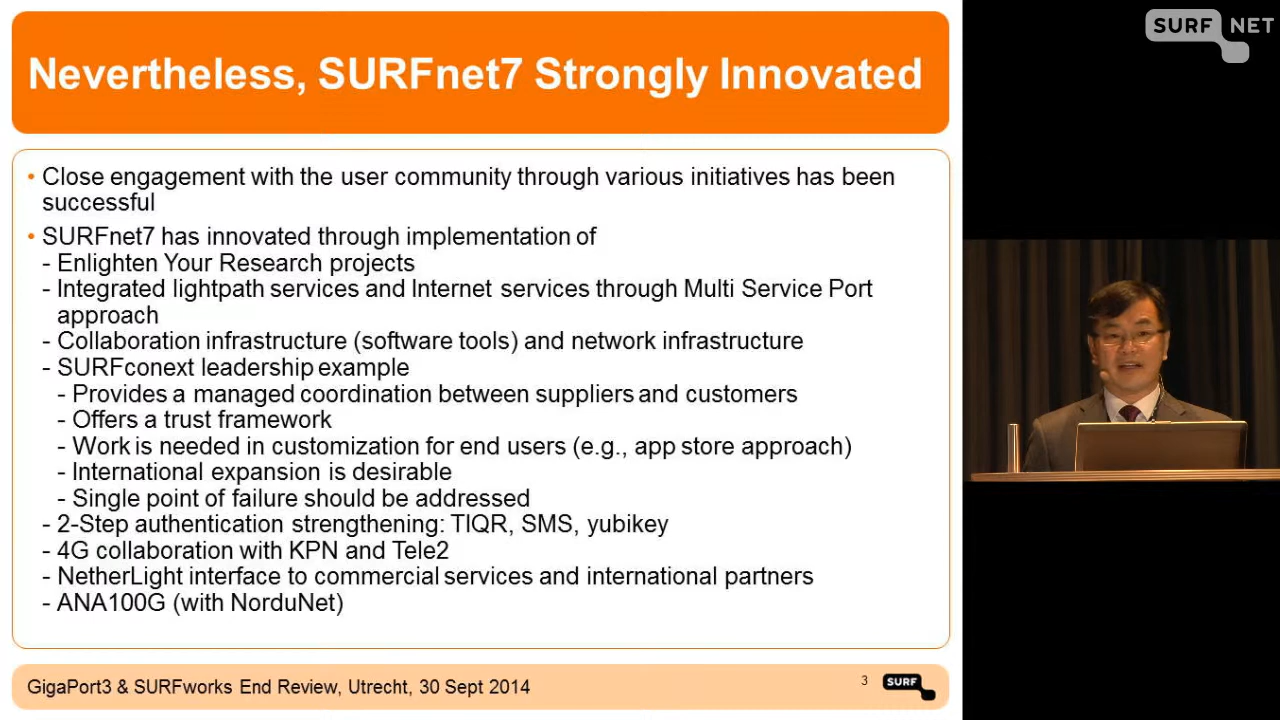 SURF NET
Nevertheless, SURFnet7 Strongly Innovated
• Close engagement with the user community through various initiatives has been
successful
• SURFnet7 has innovated through implementation of
- Enlighten Your Research projects
- Integrated lightpath services and Internet services through Multi Service Port
approach
- Collaboration infrastructure (software tools) and network infrastructure
- SURFconext leadership example
- Provides a managed coordination between suppliers and customers
- Offers a trust framework
- Work is needed in customization for end users (e.g., app store approach)
- International expansion is desirable
- Single point of failure should be addressed
- 2-Step authentication strengthening: TIQR, SMS, yubikey
- 4G collaboration with KPN and Tele2
- NetherLight interface to commercial services and international partners
- ANA100G (with NorduNet)
GigaPort3 & SURFworks End Review, Utrecht, 30 Sept 2014
3
SURF